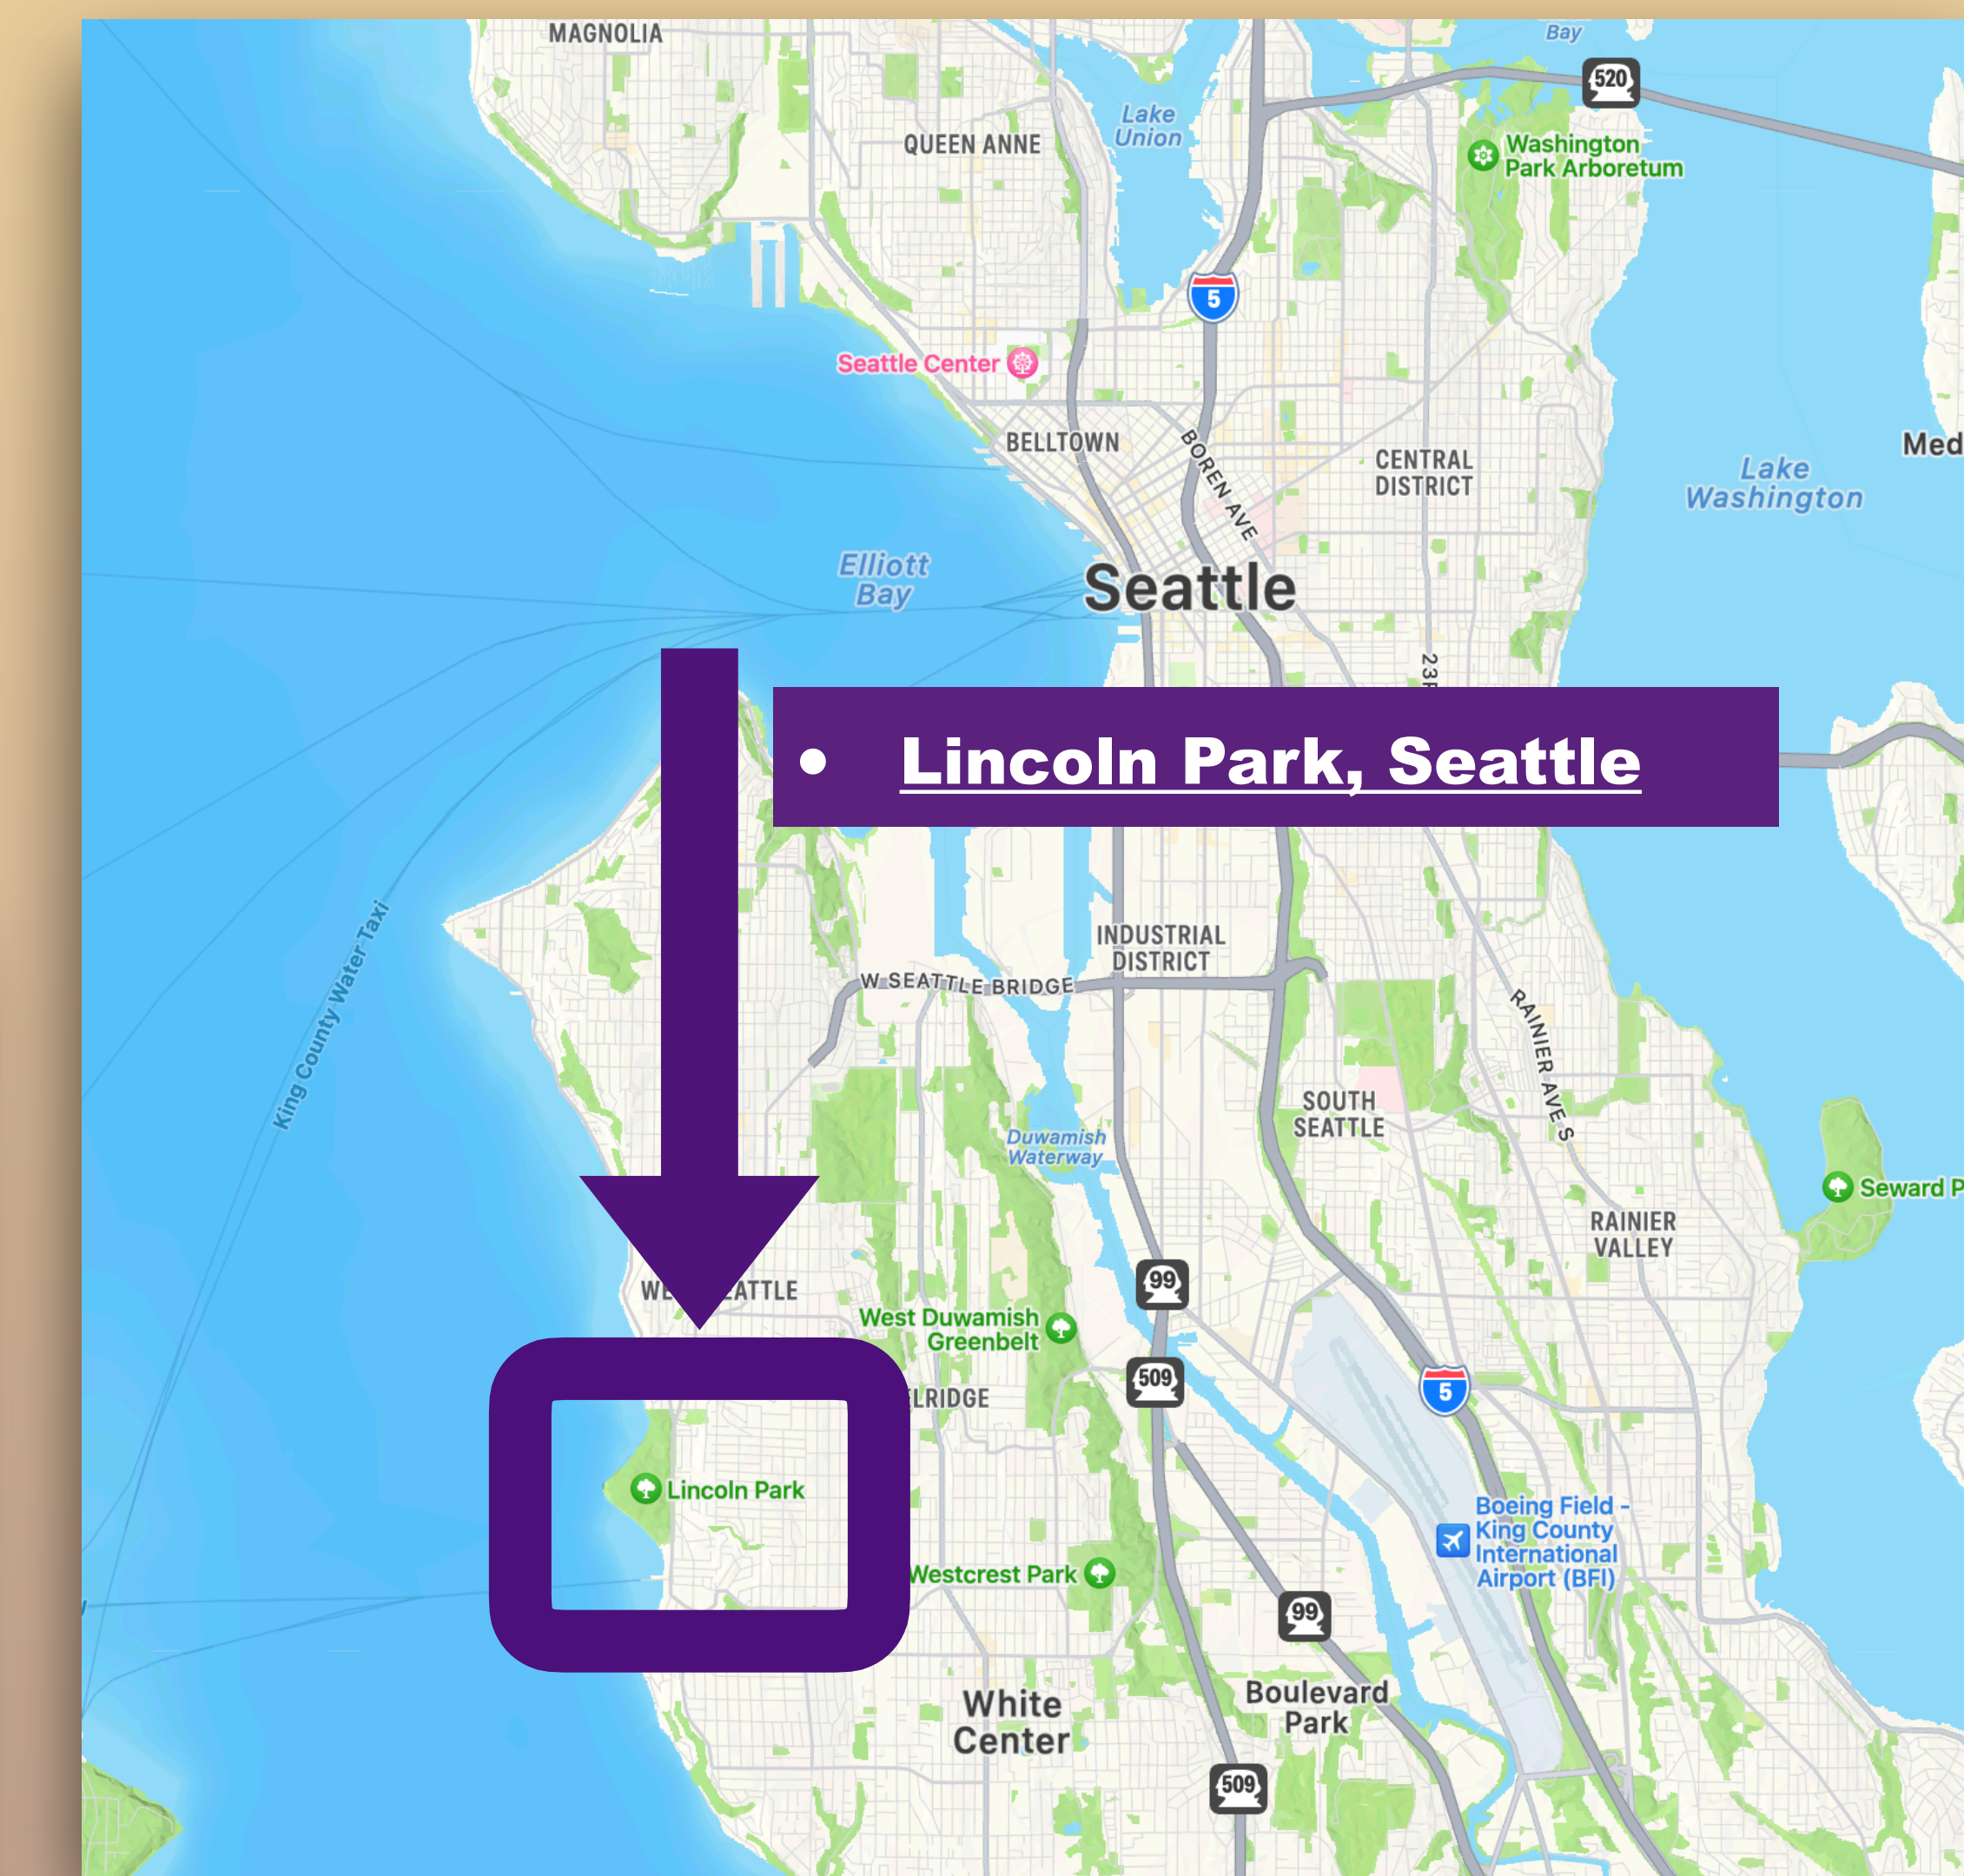 MAGNOLIA
Bay
520
Lake
Union
QUEEN ANNE
Washington
Park Arboretum
5
Seattle Center
BELLTOWN
BOREN AVE
CENTRAL
DISTRICT
Med
Lake
Washington
Elliott
Bay
Seattle
• Lincoln Park, Seattle
King County Water Taxi
INDUSTRIAL
DISTRICT
W SEATTLE BRIDGE
RAINIER AVE S
SOUTH
SEATTLE
Duwamish
Waterway
Seward P
RAINIER
VALLEY
99
West Duwamish
Greenbelt
509
5
ELRIDGE
Lincoln Park
Boeing Field -
King County
International
Airport (BFI)
Westcrest Park
99
White
Center
Boulevard
Park
509